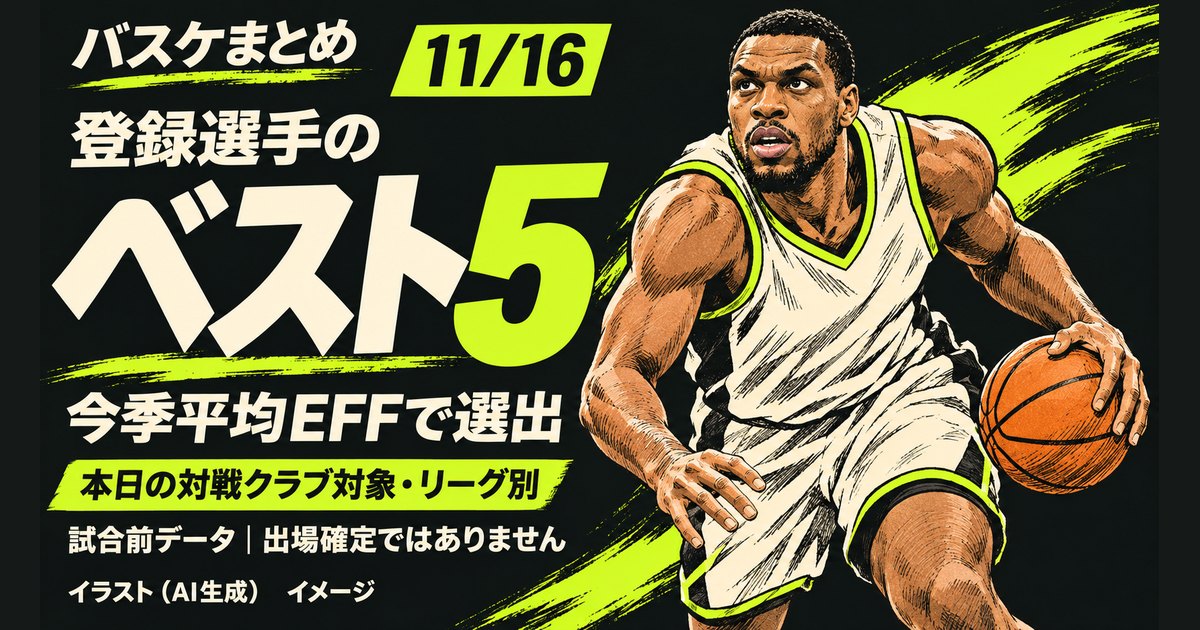 バスケまとめ
11/16
登録選手の
ベスト5
今季平均EFFで選出
本日の対戦クラブ対象・リーグ別
試合前データ｜出場確定ではありません
イラスト（AI生成） イメージ